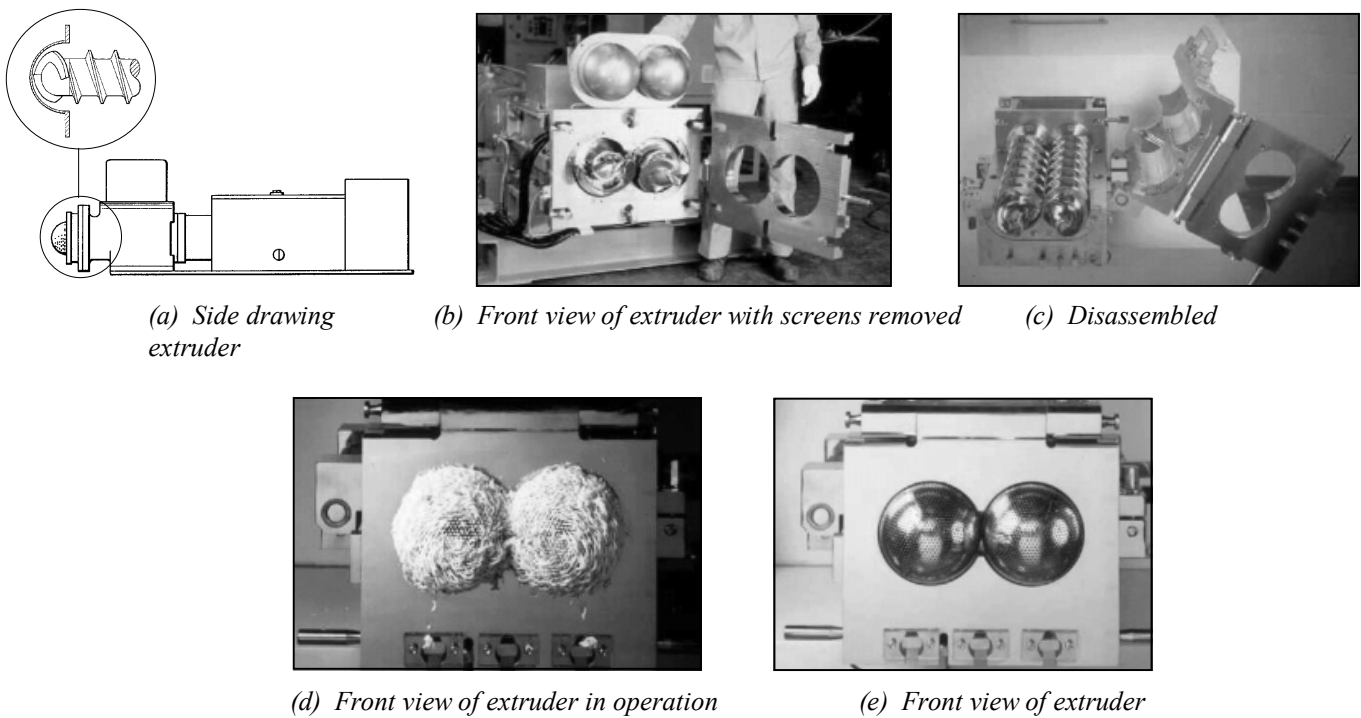 (a) Side drawing
extruder
(b) Front view of extruder with screens removed
(c) Disassembled
(d) Front view of extruder in operation
(e) Front view of extruder